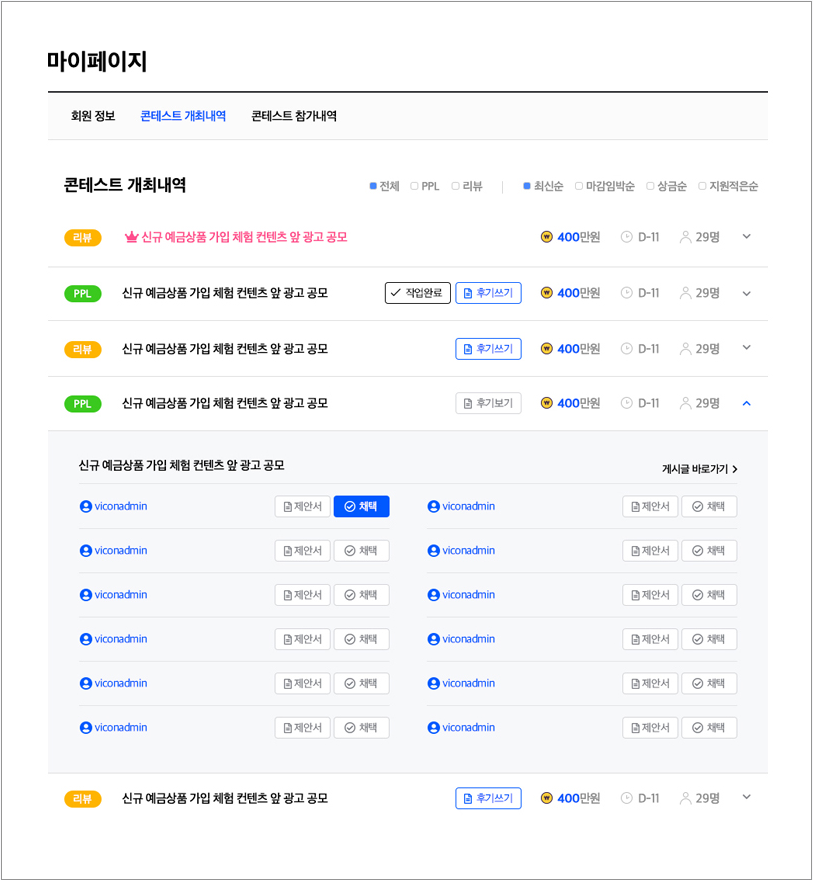 마이페이지
회원 정보 콘테스트 개최내역 콘테스트 참가내역
콘테스트 개최내역 전체 PPL 리뷰 최신순 마감임박순 상금순 지원적은순
리뷰 신규 예금상품 가입 체험 컨텐츠 앞 광고 공모 ₩ 400만원 D-11 29명
PPL 신규 예금상품 가입 체험 컨텐츠 앞 광고 공모 작업완료 후기쓰기 ₩ 400만원 D-11 29명
리뷰 신규 예금상품 가입 체험 컨텐츠 앞 광고 공모 후기쓰기 ₩ 400만원 D-11 29명
PPL 신규 예금상품 가입 체험 컨텐츠 앞 광고 공모 후기보기 ₩ 400만원 D-11 29명
신규 예금상품 가입 체험 컨텐츠 앞 광고 공모 게시글 바로가기
viconadmin 제안서 채택 viconadmin 제안서 채택
viconadmin 제안서 채택 viconadmin 제안서 채택
viconadmin 제안서 채택 viconadmin 제안서 채택
viconadmin 제안서 채택 viconadmin 제안서 채택
viconadmin 제안서 채택 viconadmin 제안서 채택
viconadmin 제안서 채택 viconadmin 제안서 채택
리뷰 신규 예금상품 가입 체험 컨텐츠 앞 광고 공모 후기쓰기 ₩ 400만원 D-11 29명